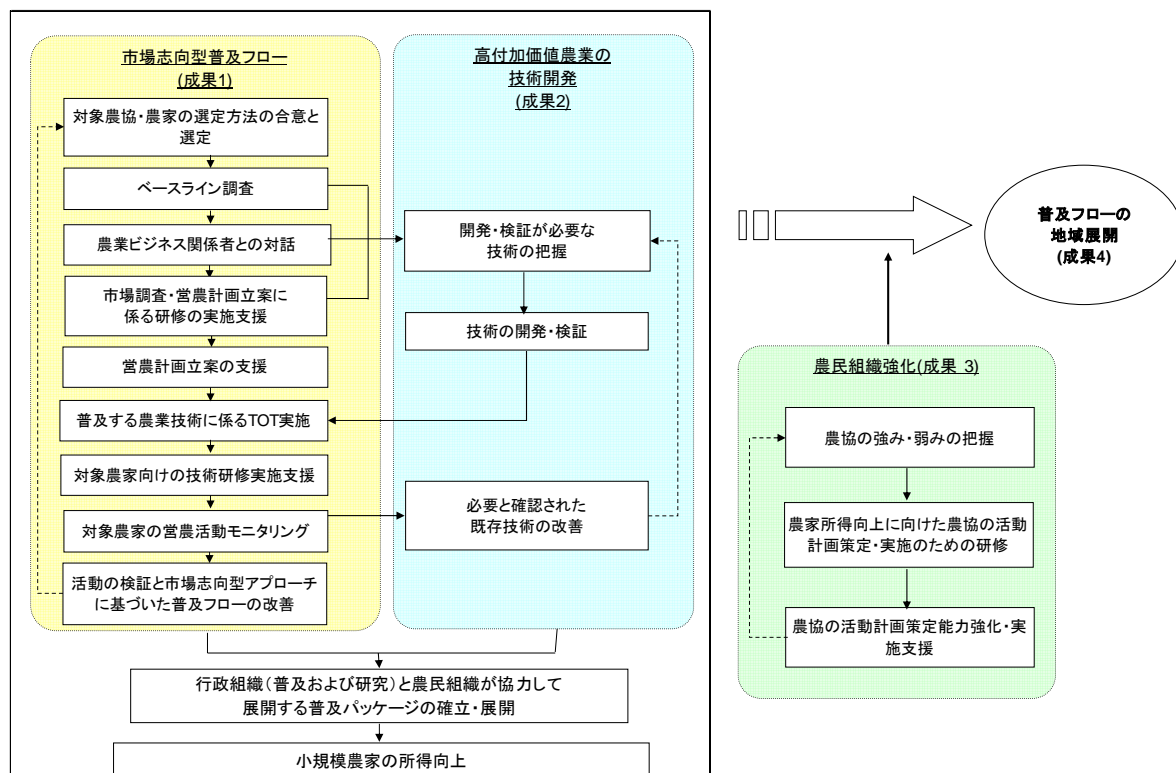 市場志向型普及フロー
(成果1)
対象農協・農家の選定方法の合意と
選定
ベースライン調査
農業ビジネス関係者との対話
市場調査・営農計画立案に
係る研修の実施支援
営農計画立案の支援
普及する農業技術に係るTOT実施
対象農家向けの技術研修実施支援
対象農家の営農活動モニタリング
活動の検証と市場志向型アプローチ
に基づいた普及フローの改善
高付加価値農業の
技術開発
(成果2)
開発・検証が必要な
技術の把握
技術の開発・検証
必要と確認された
既存技術の改善
行政組織(普及および研究)と農民組織が協力して
展開する普及パッケージの確立・展開
小規模農家の所得向上
普及フローの
地域展開
(成果4)
農民組織強化(成果 3)
農協の強み・弱みの把握
農家所得向上に向けた農協の活動
計画策定・実施のための研修
農協の活動計画策定能力強化・実
施支援